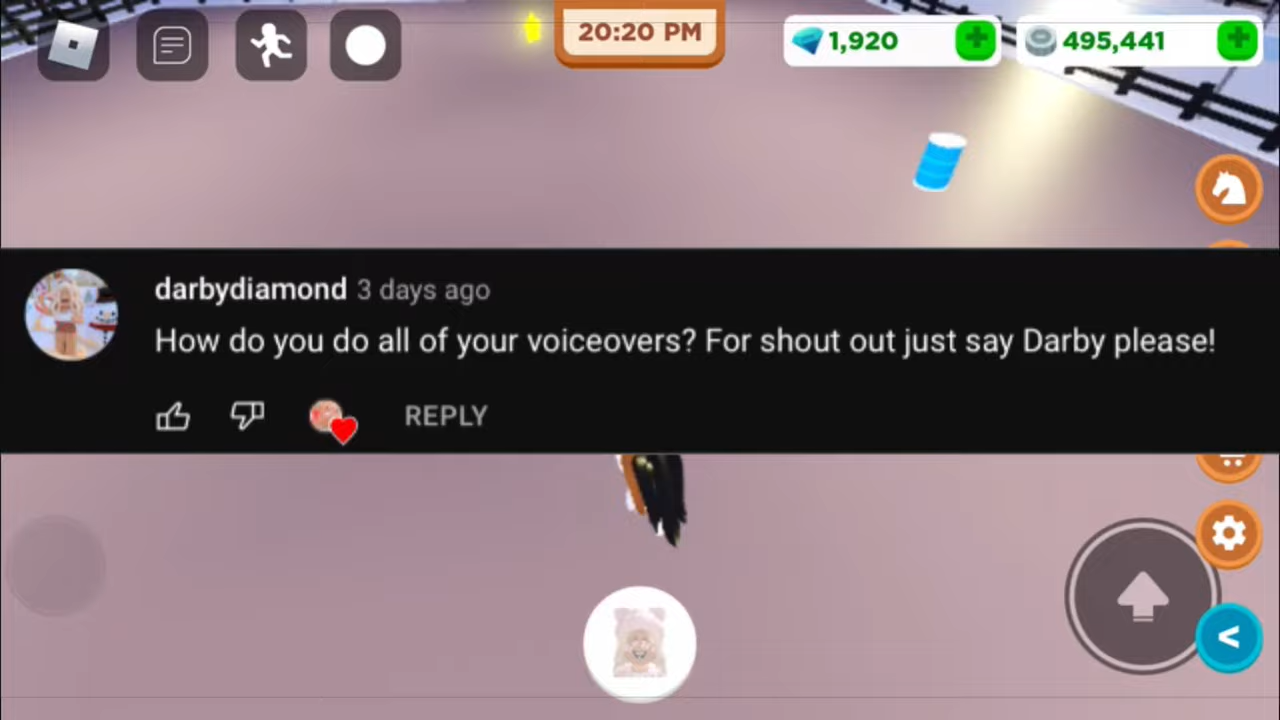 20:20 PM
1,920
495,441
darbydiamond 3 days ago
How do you do all of your voiceovers? For shout out just say Darby please!
REPLY